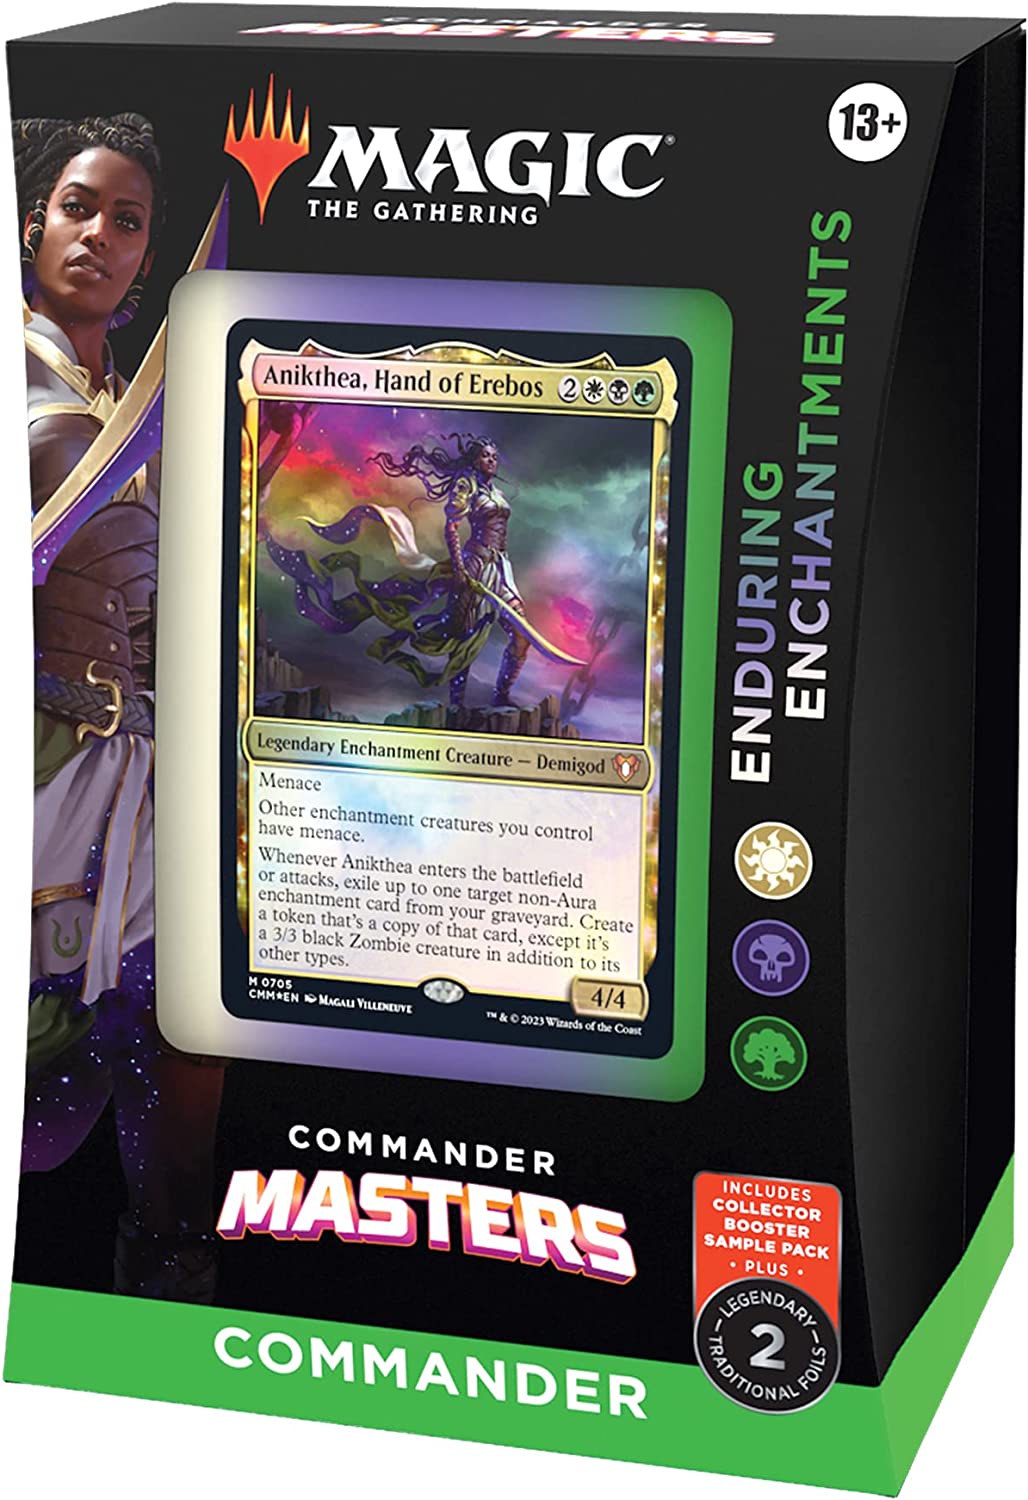 COMMANDER
MASTERS
13+
MAGIC
THE GATHERING
ENDURING
ENCHANTMENTS
Anikthea, Hand of Erebos 2
Legendary Enchantment Creature — Demigod
Menace
Other enchantment creatures you control
have menace.
Whenever Anikthea enters the battlefield
or attacks, exile up to one target non-Aura
enchantment card from your graveyard. Create
a token that's a copy of that card, except it's
a 3/3 black Zombie creature in addition to its
other types.
4/4
M 0705
CMM★EN MAGALI VILLENEUVE
™ & © 2023 Wizards of the Coast
COMMANDER
MASTERS
INCLUDES
COLLECTOR
BOOSTER
SAMPLE PACK
• PLUS •
LEGENDARY
2
TRADITIONAL FOILS
COMMANDER